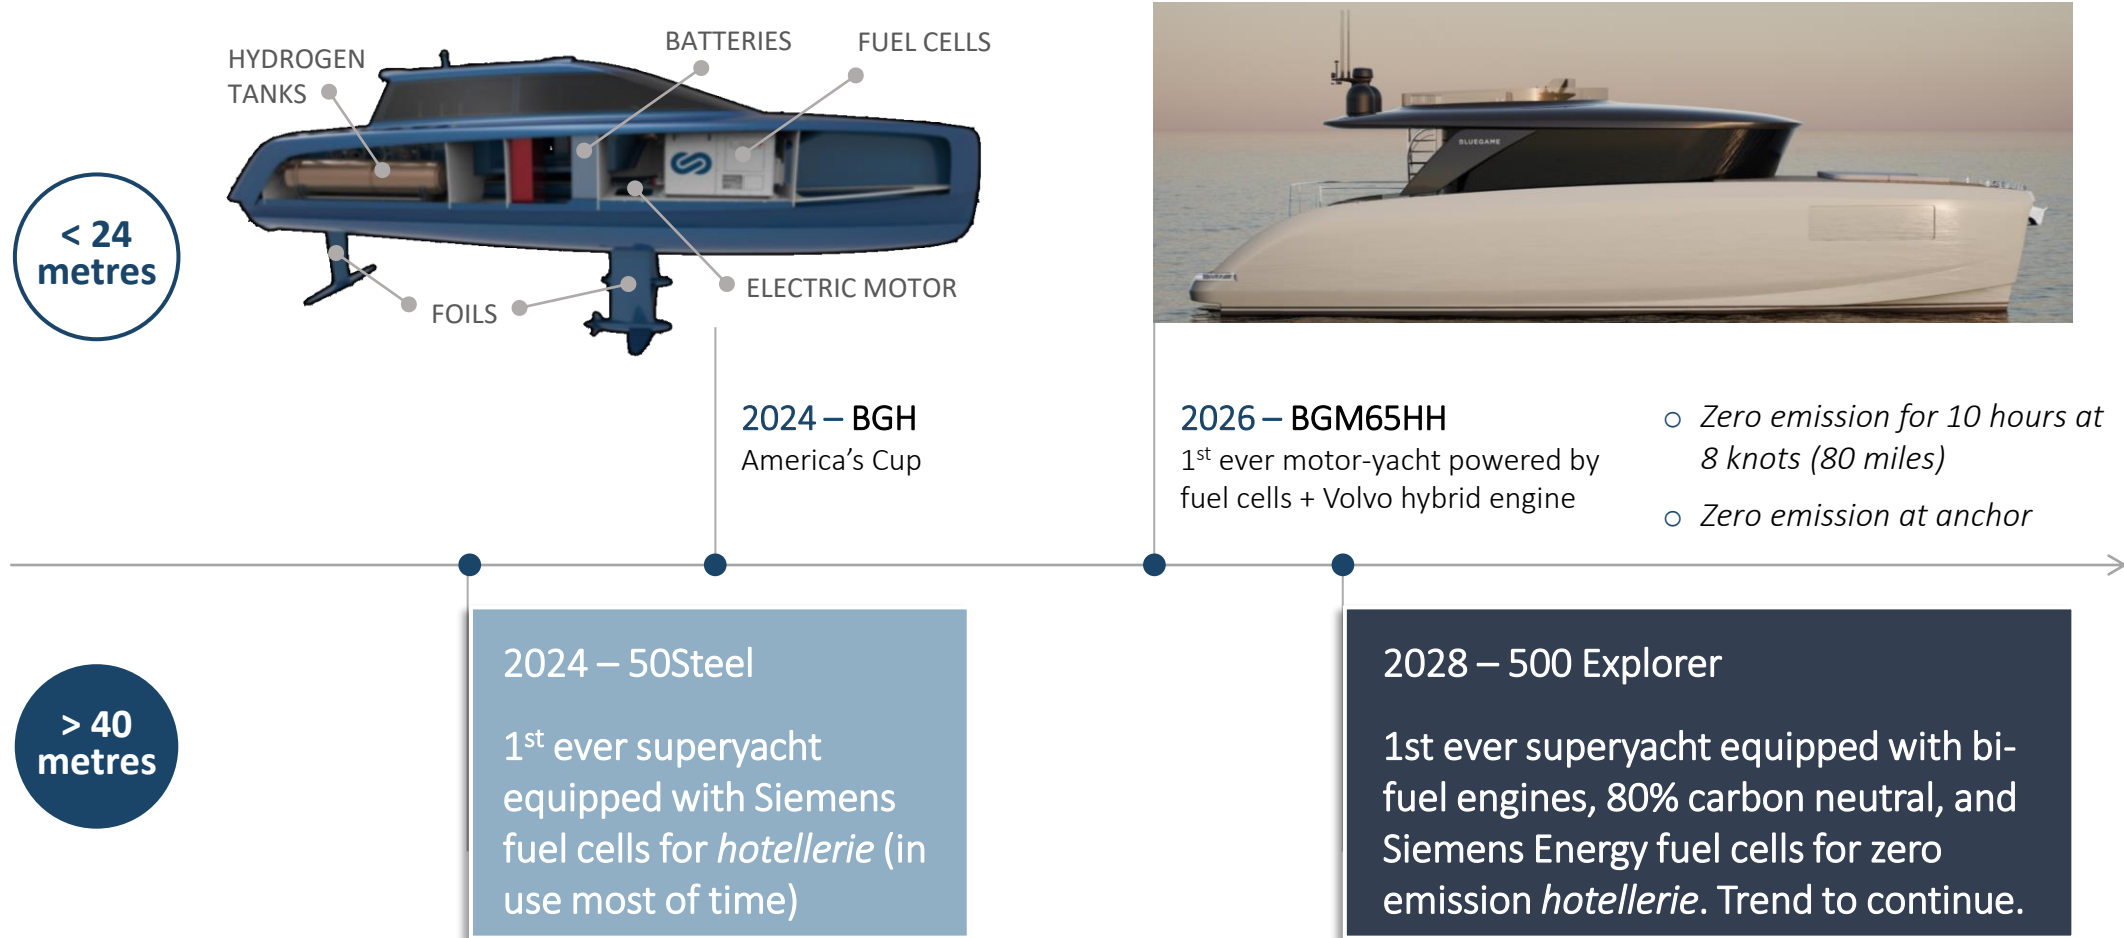 HYDROGEN
TANKS
BATTERIES
FUEL CELLS
FOILS
ELECTRIC MOTOR
BLUEGAME
< 24
metres
2024 – BGH
America’s Cup
2026 – BGM65HH
1st ever motor-yacht powered by
fuel cells + Volvo hybrid engine
Zero emission for 10 hours at
8 knots (80 miles)
Zero emission at anchor
> 40
metres
2024 – 50Steel
1st ever superyacht
equipped with Siemens
fuel cells for hotellerie (in
use most of time)
2028 – 500 Explorer
1st ever superyacht equipped with bi-
fuel engines, 80% carbon neutral, and
Siemens Energy fuel cells for zero
emission hotellerie. Trend to continue.